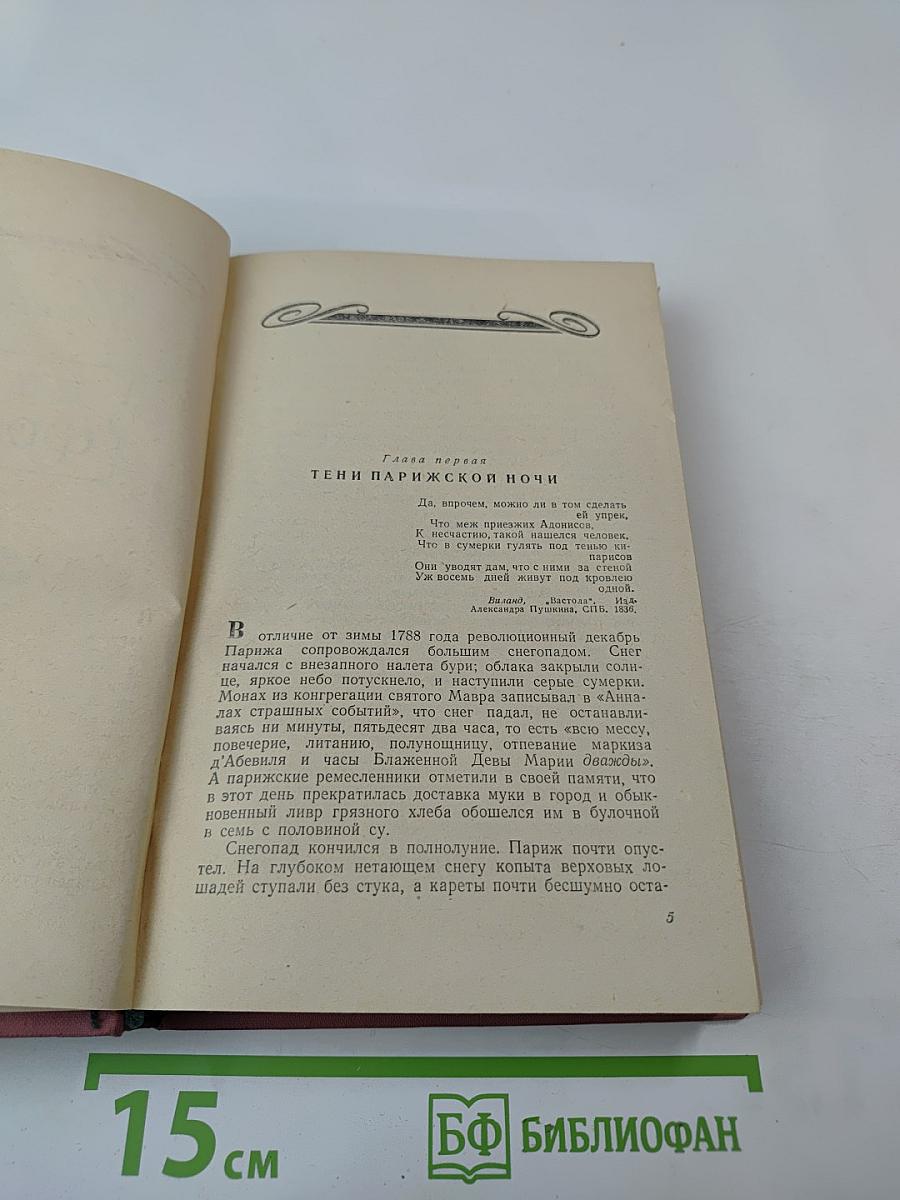 Глава первая
ТЕНИ ПАРИЖСКОЙ НОЧИ
Да, впрочем, можно ли в том сделать
ей упрек,
Что меж приезжих Адонисов,
К несчастию, такой нашелся человек,
Что в сумерки гулять под тенью ки-
парисов
Они уводят дам, что с ними за стеной
Уж восемь дней живут под кровлею
одной.
Виланд, „Вастола“, Изд.
Александра Пушкина, СПБ. 1836.
В отличие от зимы 1788 года революционный декабрь
Парижа сопровождался большим снегопадом. Снег
начался с внезапного налета бури; облака закрыли солн-
це, яркое небо потускнело, и наступили серые сумерки.
Монах из конгрегации святого Мавра записывал в «Анна-
лах страшных событий», что снег падал, не останавли-
ваясь ни минуты, пятьдесят два часа, то есть «всю мессу,
повечерие, литанию, полунощницу, отпевание маркиза
д'Абевиля и часы Блаженной Девы Марии дважды».
А парижские ремесленники отметили в своей памяти, что
в этот день прекратилась доставка муки в город и обык-
новенный ливр грязного хлеба обошелся им в булочной
в семь с половиной су.
Снегопад кончился в полнолуние. Париж почти опус-
тел. На глубоком нетающем снегу копыта верховых ло-
шадей ступали без стука, а кареты почти бесшумно оста-
5
15 см
БФ БИБЛИОФАН